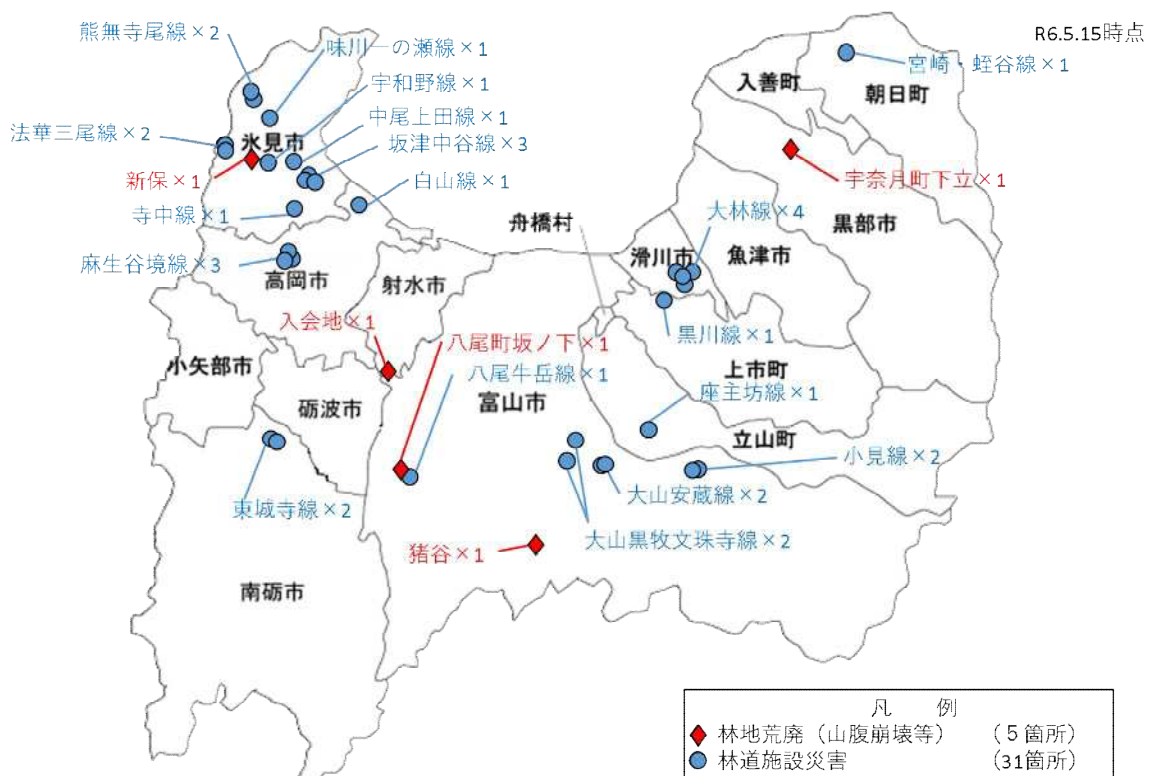 R6.5.15時点
熊無寺尾線×2
味川一の瀬線×1
宇和野線×1
中尾上田線×1
法華三尾線×2
氷見市
坂津中谷線×3
新保×1
白山線×1
寺中線×1
麻生谷境線×3
高岡市
射水市
入会地×1
八尾町坂ノ下×1
八尾牛岳線×1
小矢部市
砺波市
富山市
東城寺線×2
猪谷×1
南砺市
舟橋村
宮崎・蛭谷線×1
入善町
朝日町
宇奈月町下立×1
大林線×4
黒部市
滑川市
魚津市
黒川線×1
上市町
座主坊線×1
立山町
小見線×2
大山安蔵線×2
大山黒牧文珠寺線×2
凡 例
林地荒廃（山腹崩壊等） （5箇所）
林道施設災害 （31箇所）